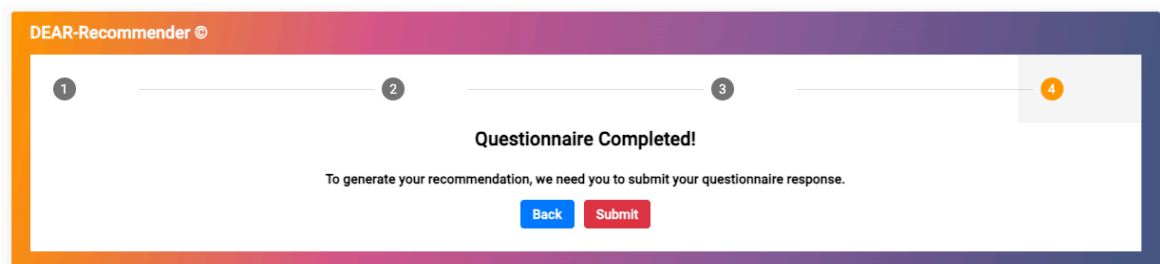 DEAR-Recommender ©
1 2 3 4
Questionnaire Completed!
To generate your recommendation, we need you to submit your questionnaire response.
Back Submit